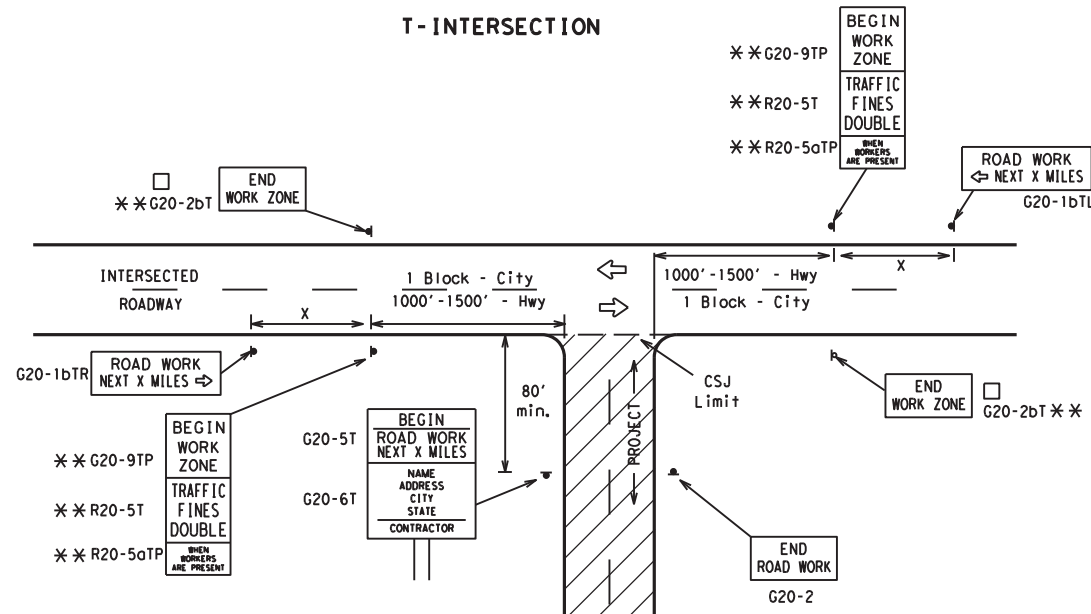 T-INTERSECTION
BEGIN
WORK
ZONE
TRAFFIC
FINES
DOUBLE
WHEN
WORKERS
ARE PRESENT
✳✳G20-9TP
✳✳R20-5T
✳✳R20-5aTP
ROAD WORK
⇦ NEXT X MILES
G20-1bTL
□
✳✳G20-2bT
END
WORK ZONE
INTERSECTED
ROADWAY
X
1 Block - City
1000'-1500' - Hwy
1000'-1500' - Hwy
1 Block - City
X
G20-1bTR
ROAD WORK
NEXT X MILES ⇨
80'
min.
CSJ
Limit
PROJECT
END
WORK ZONE
□
G20-2bT ✳✳
✳✳G20-9TP
✳✳R20-5T
✳✳R20-5aTP
BEGIN
WORK
ZONE
TRAFFIC
FINES
DOUBLE
WHEN
WORKERS
ARE PRESENT
G20-5T
G20-6T
BEGIN
ROAD WORK
NEXT X MILES
NAME
ADDRESS
CITY
STATE
CONTRACTOR
END
ROAD WORK
G20-2